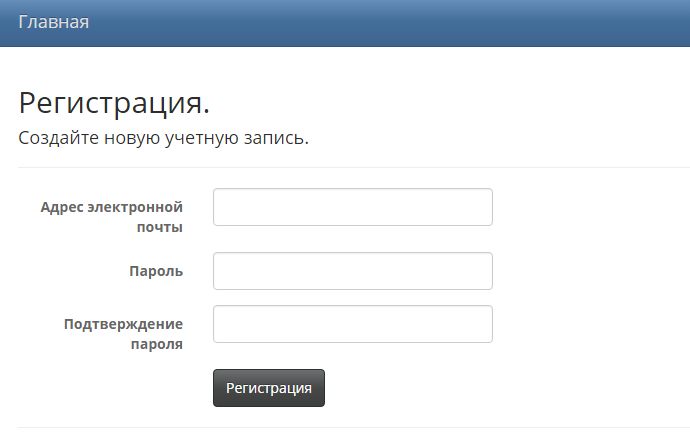 Главная
Регистрация.
Создайте новую учетную запись.
Адрес электронной
почты
Пароль
Подтверждение
пароля
Регистрация